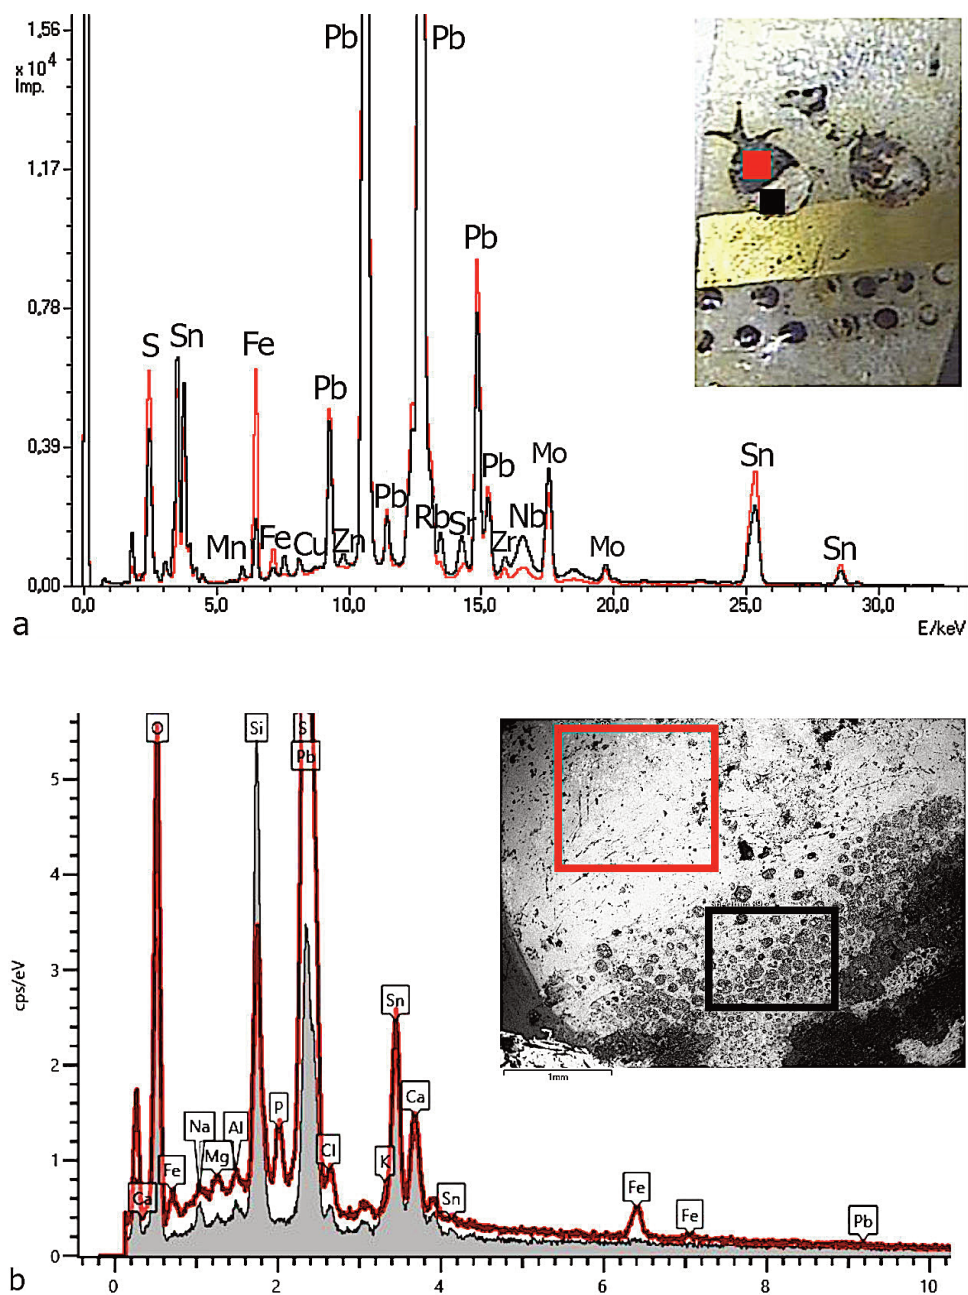 1,56
x10⁴
Imp.
1,17
0,78
0,39
0,00
Pb Pb
Pb
S Sn Fe
Pb
Mn Fe Cu Zn Pb Rb Sr Pb Zr Nb Mo Mo Sn Sn
0,0 5,0 10,0 15,0 20,0 25,0 30,0
a
E/keV
O Si S
Pb
5
4
3
2
1
0
cps/eV
Sn
Ca
P
Na Al
Fe Mg Cl K
Ca Sn Fe Fe Pb
1mm
b
0 2 4 6 8 10